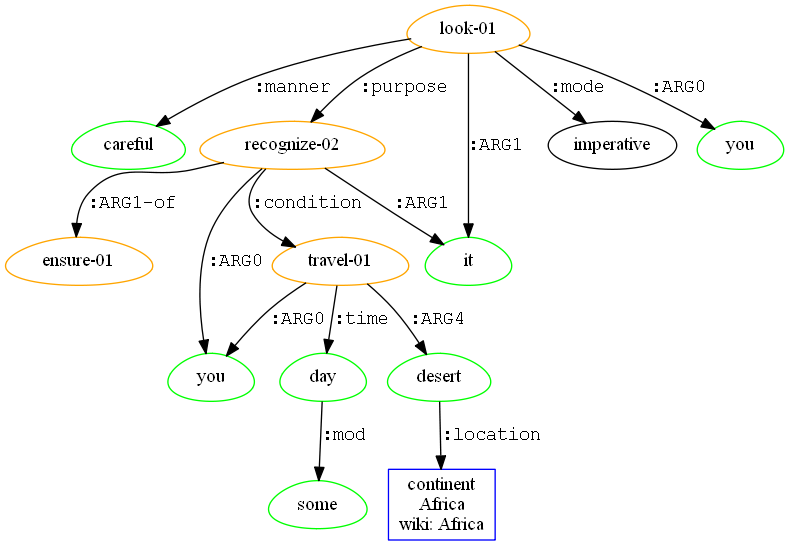 look-01
:manner
:purpose
:mode
:ARG0
careful
recognize-02
:ARG1
imperative
you
:ARG1-of
:condition
:ARG1
ensure-01
:ARG0
travel-01
it
:ARG0
:time
:ARG4
you
day
desert
:mod
:location
some
continent
Africa
wiki: Africa